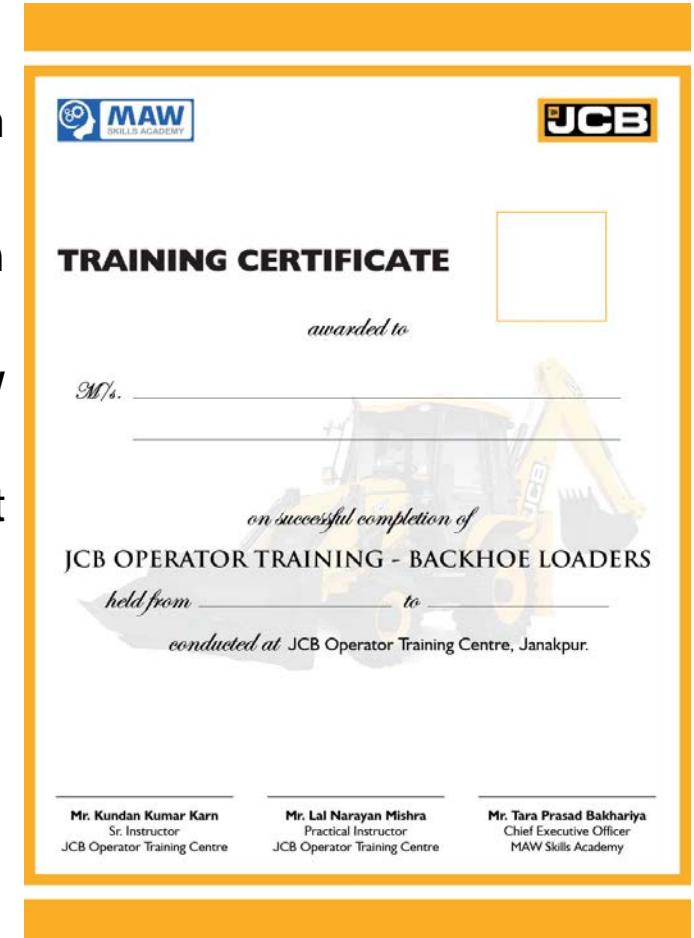 MAW
SKILLS ACADEMY
JCB
TRAINING CERTIFICATE
awarded to
M/s.
JCB
on successful completion of
JCB OPERATOR TRAINING - BACKHOE LOADERS
held from to
conducted at JCB Operator Training Centre, Janakpur.
Mr. Kundan Kumar Karn
Sr. Instructor
JCB Operator Training Centre
Mr. Lal Narayan Mishra
Practical Instructor
JCB Operator Training Centre
Mr. Tara Prasad Bakhariya
Chief Executive Officer
MAW Skills Academy